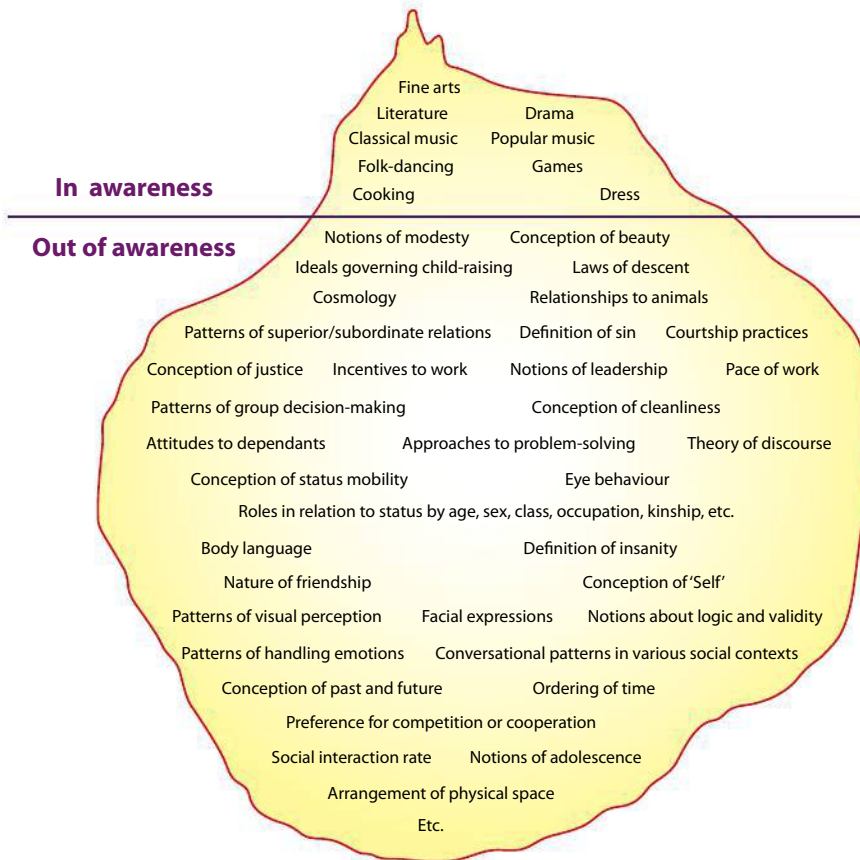 Fine arts
Literature Drama
Classical music Popular music
Folk-dancing Games
In awareness
Cooking Dress
Out of awareness
Notions of modesty Conception of beauty
Ideals governing child-raising Laws of descent
Cosmology Relationships to animals
Patterns of superior/subordinate relations Definition of sin Courtship practices
Conception of justice Incentives to work Notions of leadership Pace of work
Patterns of group decision-making Conception of cleanliness
Attitudes to dependants Approaches to problem-solving Theory of discourse
Conception of status mobility Eye behaviour
Roles in relation to status by age, sex, class, occupation, kinship, etc.
Body language Definition of insanity
Nature of friendship Conception of ‘Self’
Patterns of visual perception Facial expressions Notions about logic and validity
Patterns of handling emotions Conversational patterns in various social contexts
Conception of past and future Ordering of time
Preference for competition or cooperation
Social interaction rate Notions of adolescence
Arrangement of physical space
Etc.